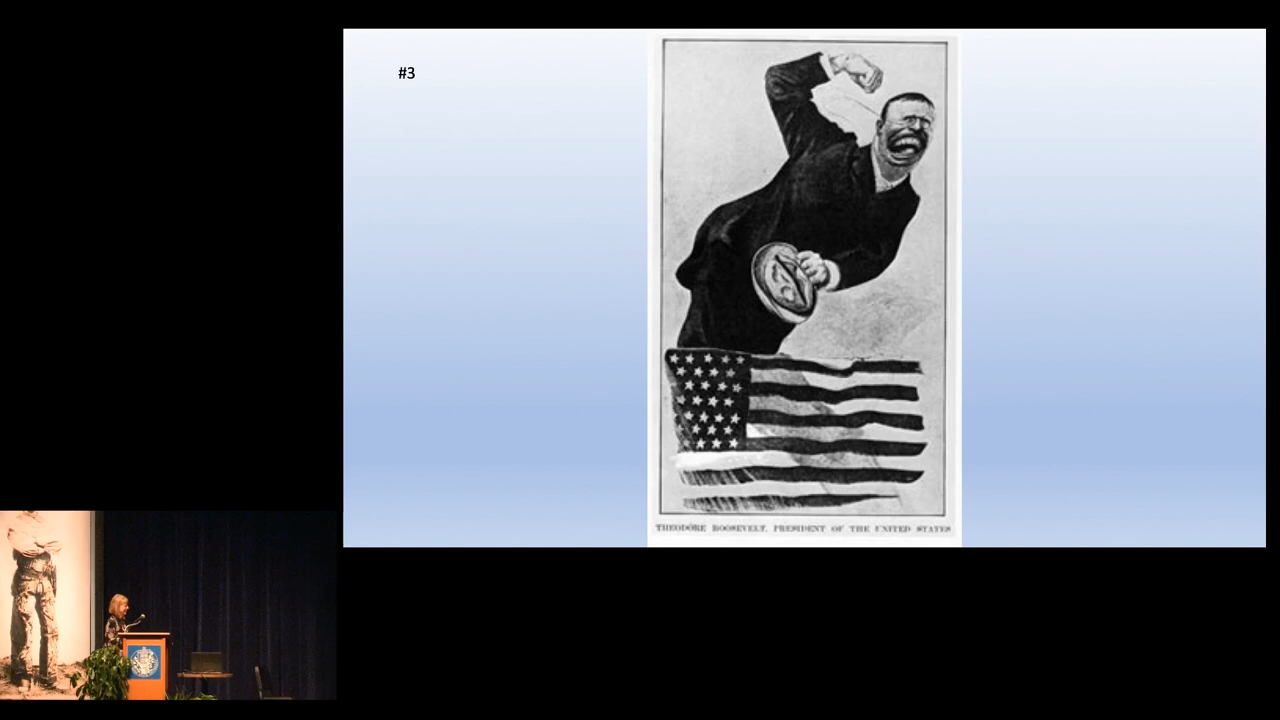 #3
THEODORE ROOSEVELT, PRESIDENT OF THE UNITED STATES